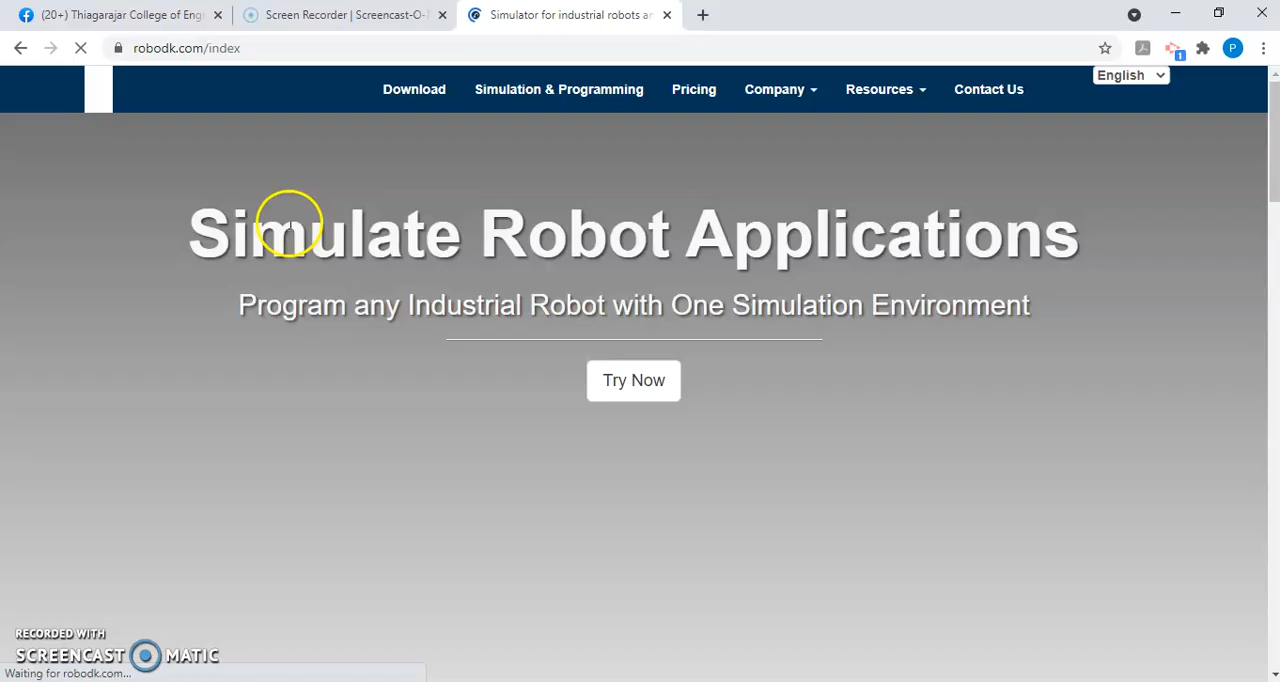 (20+) Thiagarajar College of Eng
Screen Recorder | Screencast-O-
Simulator for industrial robots a
robodk.com/index
P
1
English
Download
Simulation & Programming
Pricing
Company
Resources
Contact Us
Simulate Robot Applications
Program any Industrial Robot with One Simulation Environment
Try Now
RECORDED WITH
SCREENCAST MATIC
Waiting for robodk.com...